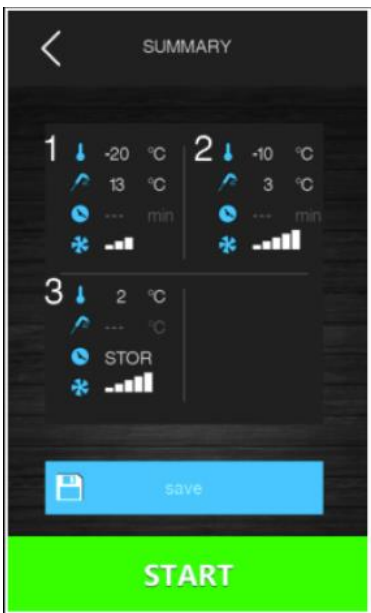 SUMMARY
1 -20 °C
13 °C
--- min
2 -10 °C
3 °C
--- min
3 2 °C
--- °C
STOR
save
START